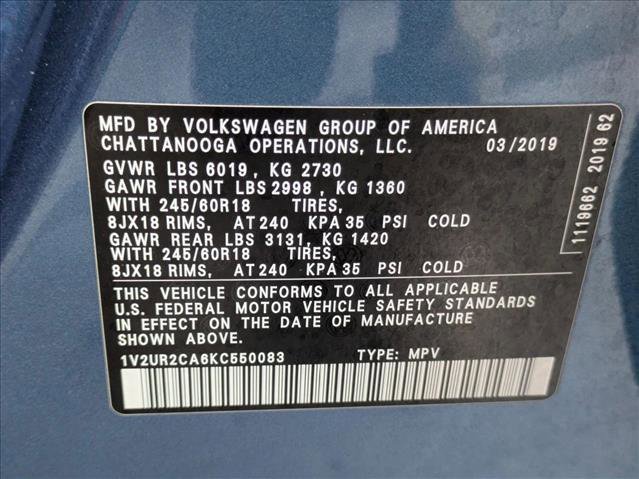 MFD BY VOLKSWAGEN GROUP OF AMERICA
CHATTANOOGA OPERATIONS, LLC. 03/2019
GVWR LBS 6019, KG 2730
GAWR FRONT LBS 2998, KG 1360
WITH 245/60R18 TIRES,
8JX18 RIMS, AT 240 KPA 35 PSI COLD
GAWR REAR LBS 3131, KG 1420
WITH 245/60R18 TIRES,
8JX18 RIMS, AT 240 KPA 35 PSI COLD
THIS VEHICLE CONFORMS TO ALL APPLICABLE
U.S. FEDERAL MOTOR VEHICLE SAFETY STANDARDS
IN EFFECT ON THE DATE OF MANUFACTURE
SHOWN ABOVE.
1V2UR2CA6KC550083 TYPE: MPV
1119662 2019 62